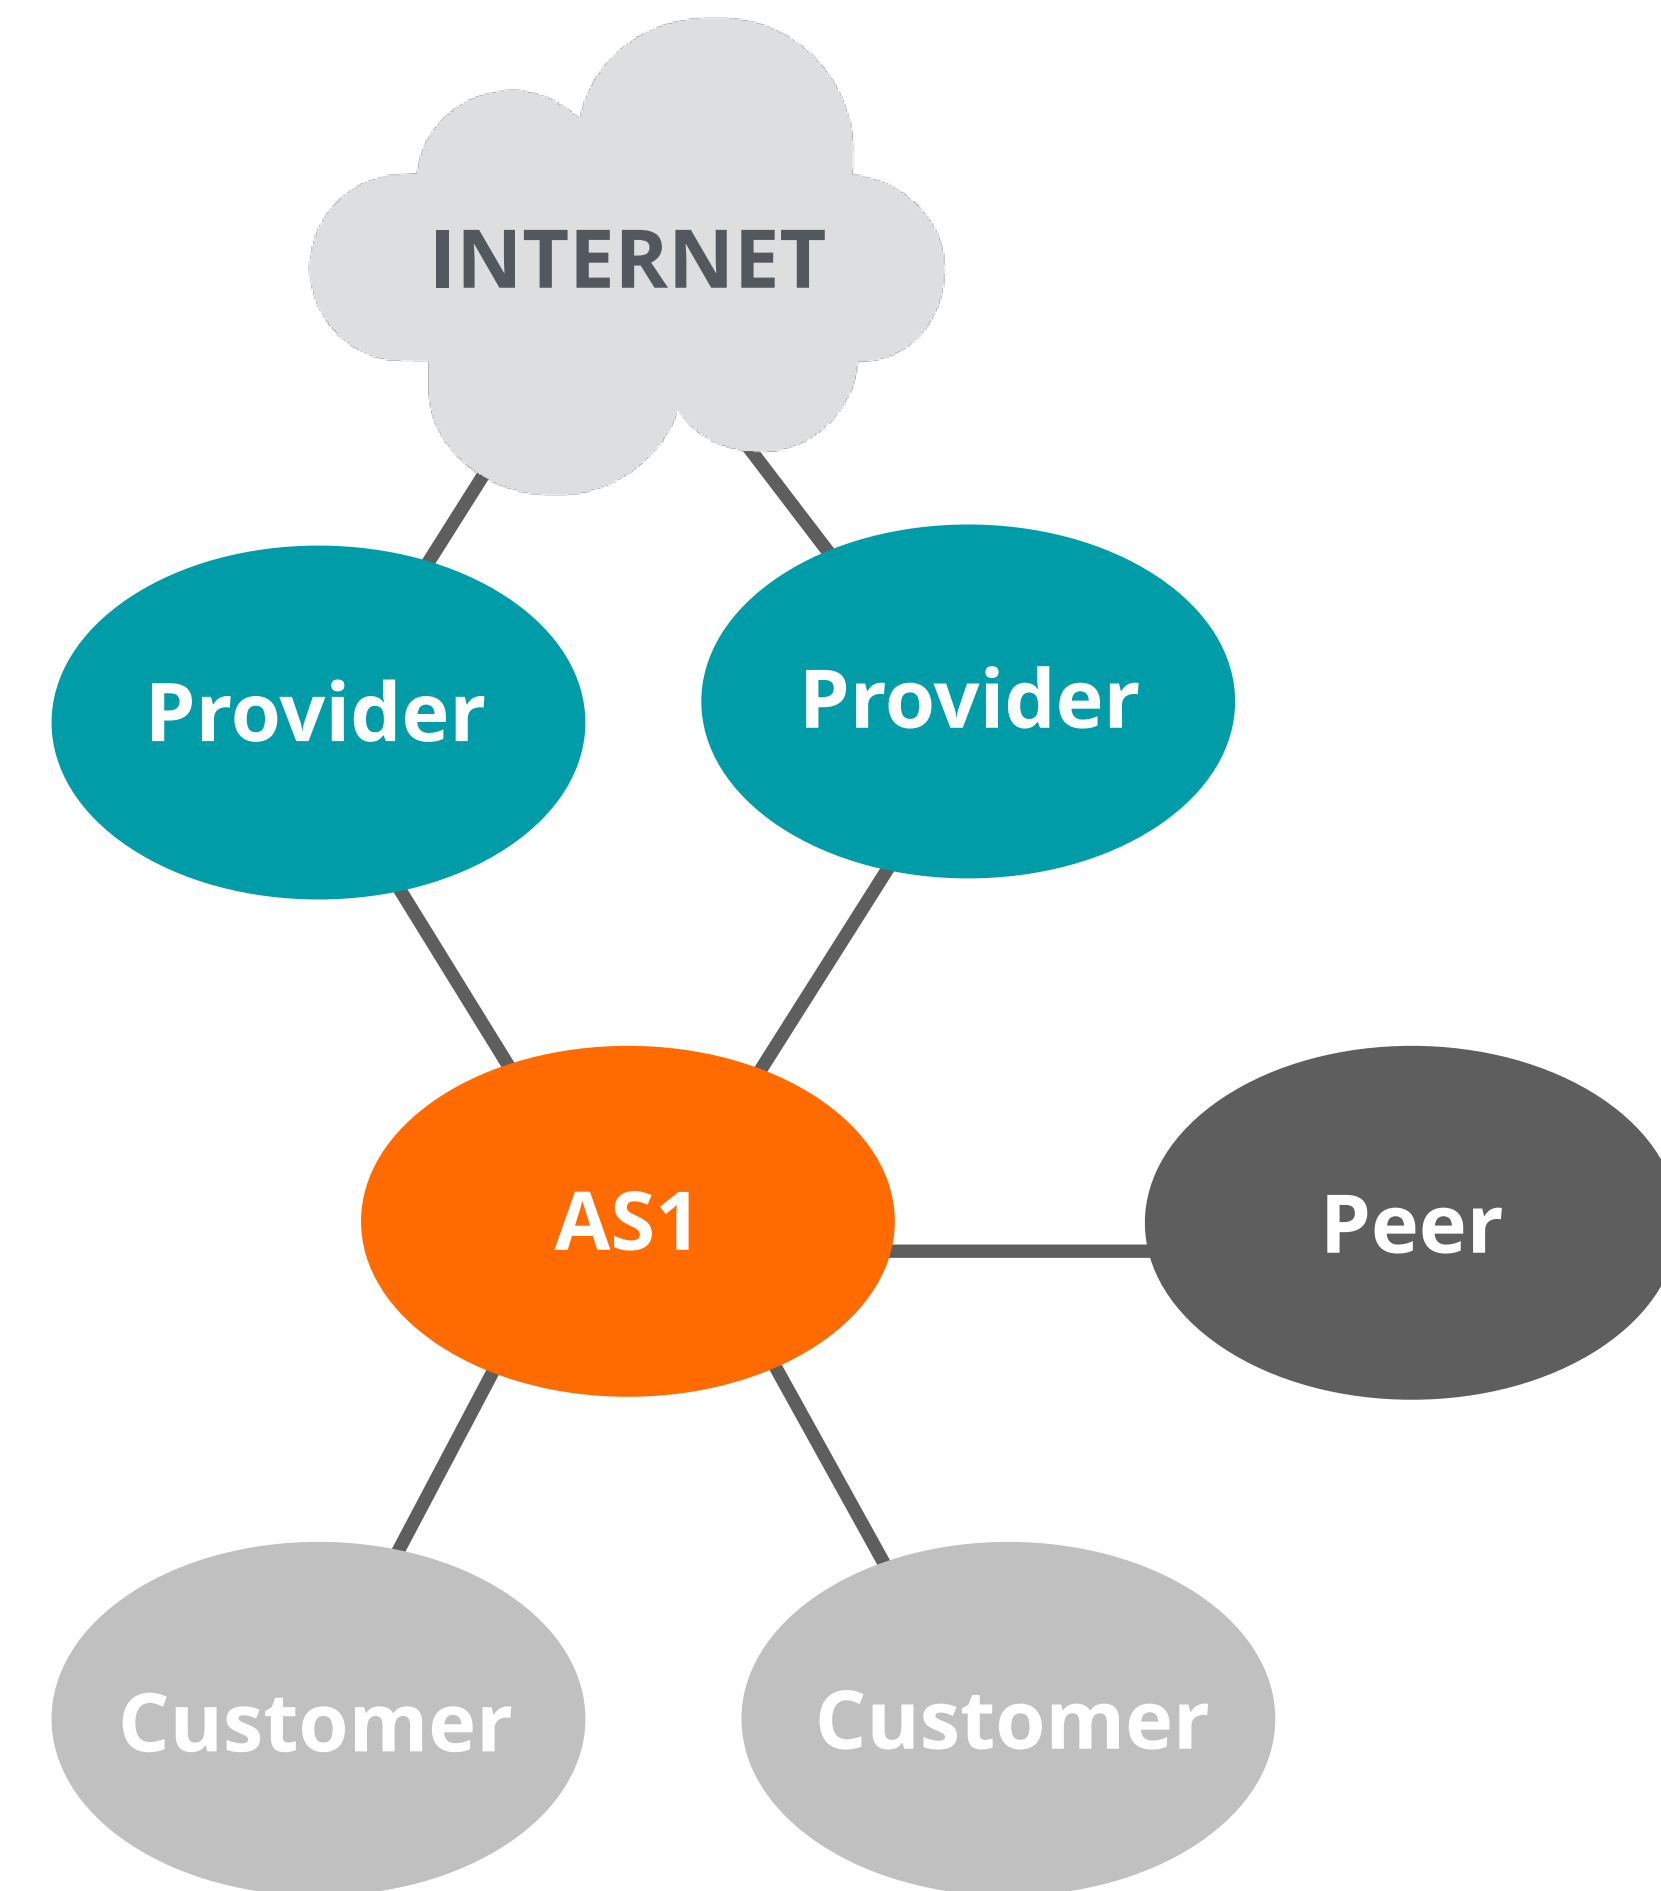 INTERNET
Provider
Provider
AS1
Peer
Customer
Customer